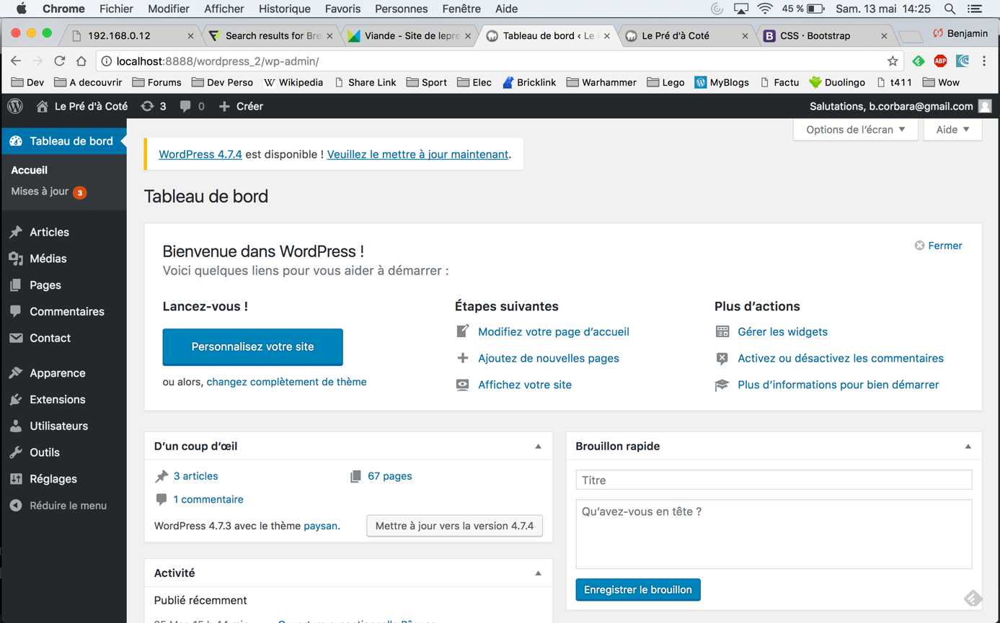 Chrome Fichier Modifier Afficher Historique Favoris Personnes Fenêtre Aide 45 % Sam. 13 mai 14:25
192.168.0.12 Search results for Bre Viande - Site de lepre Tableau de bord ‹ Le P Le Pré d'à Coté CSS · Bootstrap Benjamin
localhost:8888/wordpress_2/wp-admin/ ABP
Dev A decouvrir Forums Dev Perso Wikipedia Share Link Sport Elec Bricklink Warhammer Lego MyBlogs Factu Duolingo t411 Wow
Le Pré d'à Coté 3 0 Créer Salutations, b.corbara@gmail.com
Options de l’écran Aide
Tableau de bord
Accueil
Mises à jour 3
Articles
Médias
Pages
Commentaires
Contact
Apparence
Extensions
Utilisateurs
Outils
Réglages
Réduire le menu
WordPress 4.7.4 est disponible ! Veuillez le mettre à jour maintenant.
Tableau de bord
Bienvenue dans WordPress !
Fermer
Voici quelques liens pour vous aider à démarrer :
Lancez-vous !
Personnalisez votre site
ou alors, changez complètement de thème
Étapes suivantes
Modifiez votre page d’accueil
Ajoutez de nouvelles pages
Affichez votre site
Plus d’actions
Gérer les widgets
Activez ou désactivez les commentaires
Plus d’informations pour bien démarrer
D’un coup d’œil
3 articles 67 pages
1 commentaire
WordPress 4.7.3 avec le thème paysan. Mettre à jour vers la version 4.7.4
Activité
Publié récemment
Brouillon rapide
Titre
Qu’avez-vous en tête ?
Enregistrer le brouillon